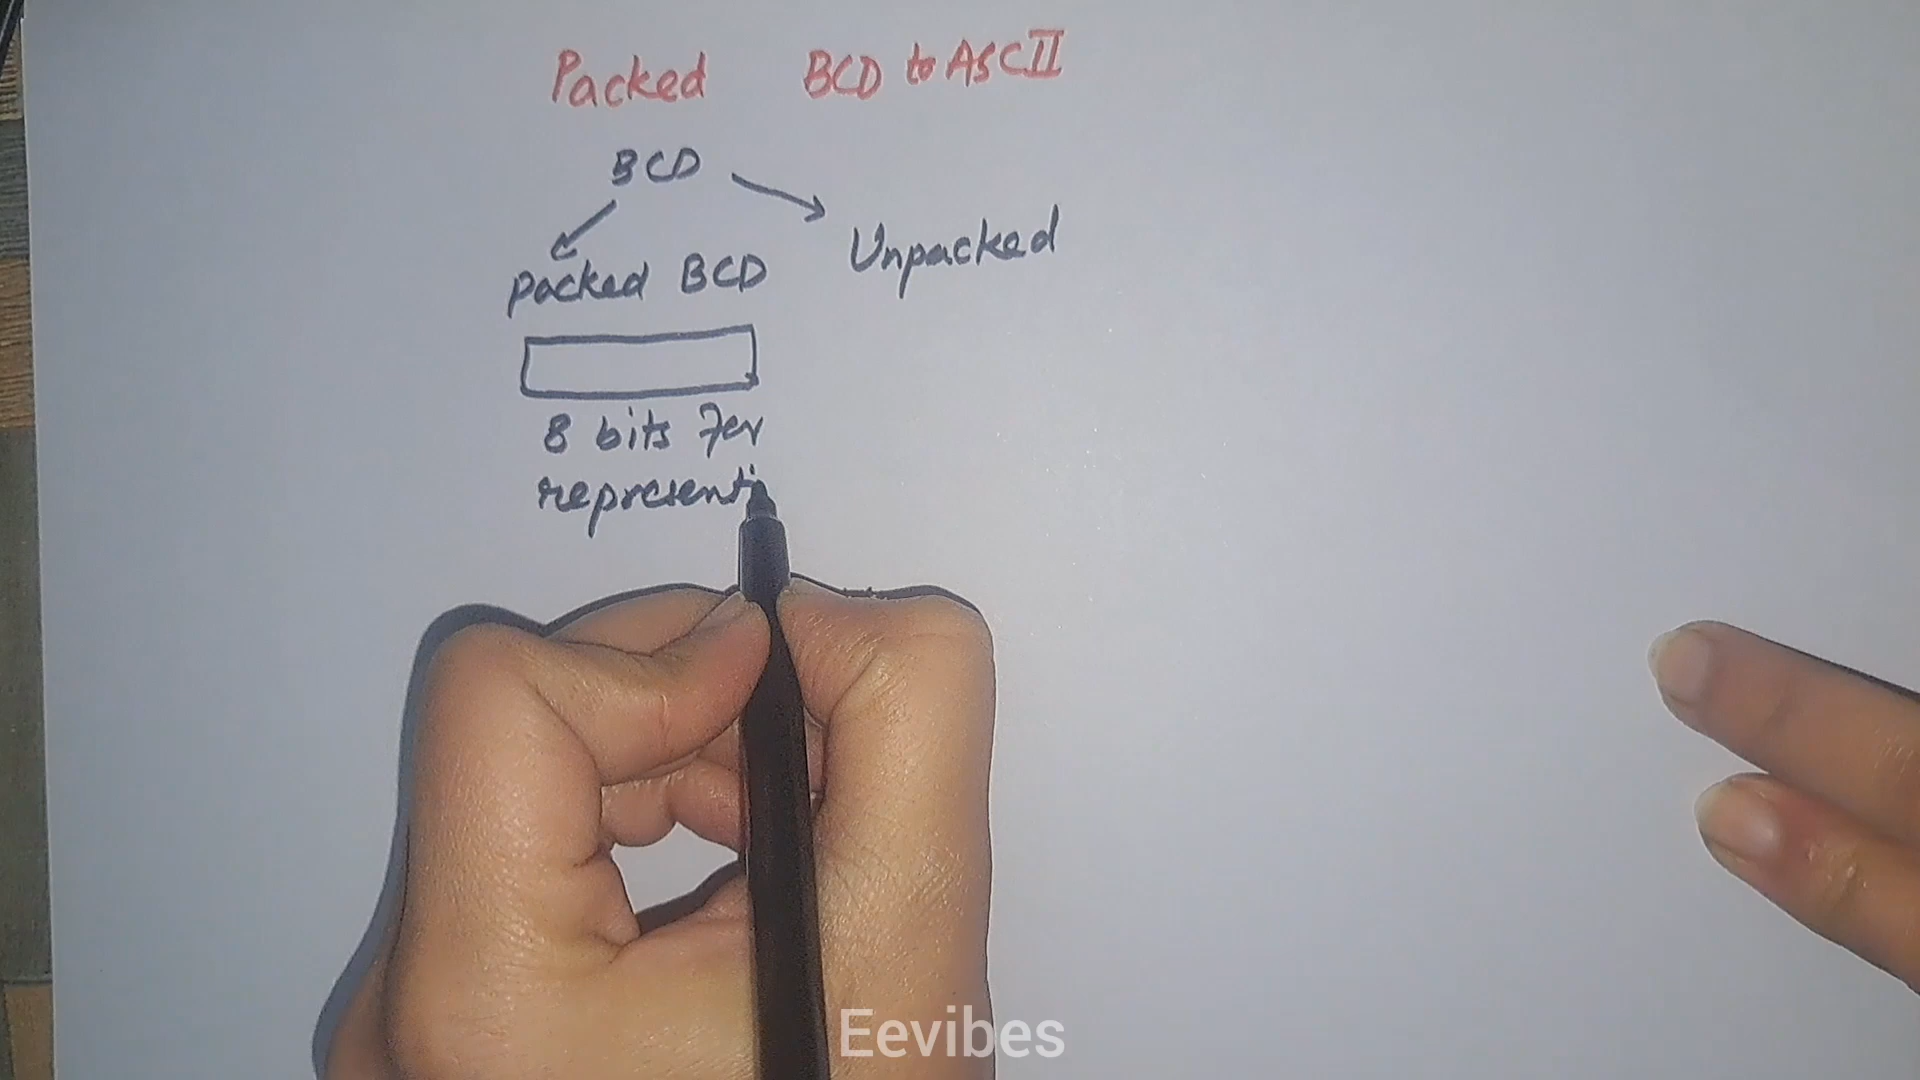 Packed BCD to ASCII
BCD
Unpacked
packed BCD
8 bits for
representi
Eevibes